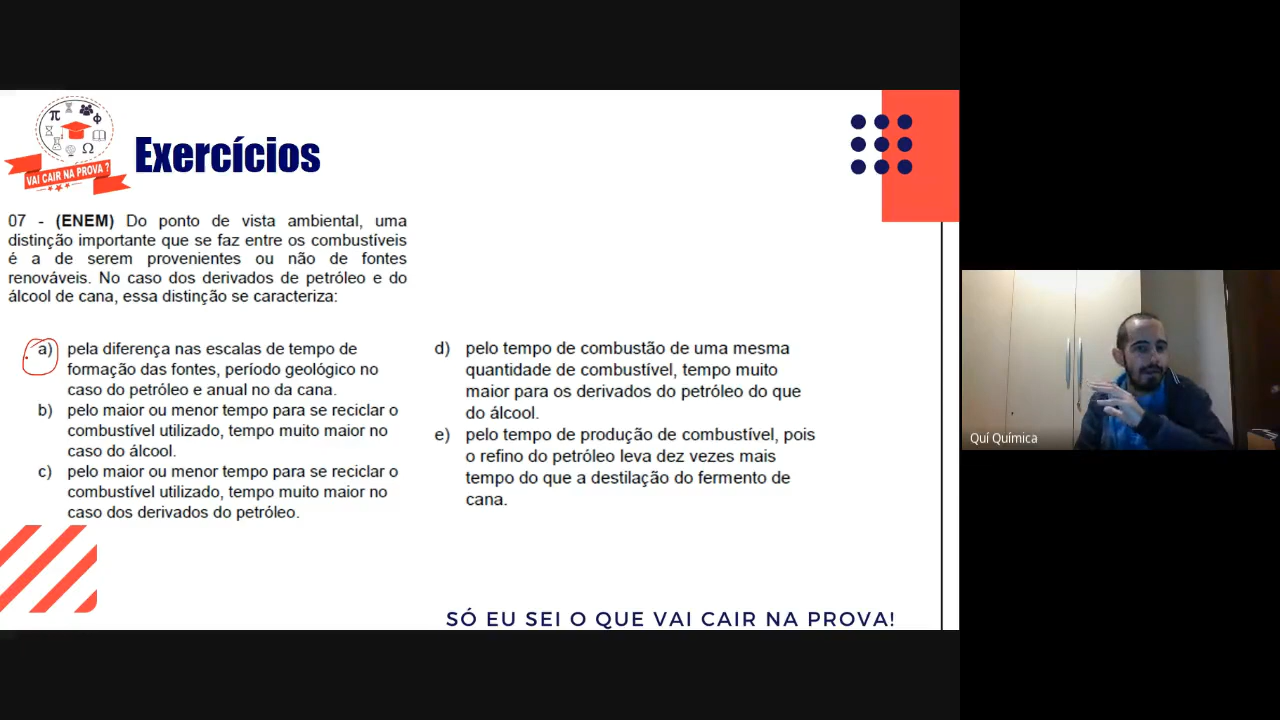 VAI CAIR NA PROVA ?
Exercícios
07 - (ENEM) Do ponto de vista ambiental, uma
distinção importante que se faz entre os combustíveis
é a de serem provenientes ou não de fontes
renováveis. No caso dos derivados de petróleo e do
álcool de cana, essa distinção se caracteriza:
a) pela diferença nas escalas de tempo de
formação das fontes, período geológico no
caso do petróleo e anual no da cana.
b) pelo maior ou menor tempo para se reciclar o
combustível utilizado, tempo muito maior no
caso do álcool.
c) pelo maior ou menor tempo para se reciclar o
combustível utilizado, tempo muito maior no
caso dos derivados do petróleo.
d) pelo tempo de combustão de uma mesma
quantidade de combustível, tempo muito
maior para os derivados do petróleo do que
do álcool.
e) pelo tempo de produção de combustível, pois
o refino do petróleo leva dez vezes mais
tempo do que a destilação do fermento de
cana.
SÓ EU SEI O QUE VAI CAIR NA PROVA!
Quí Química